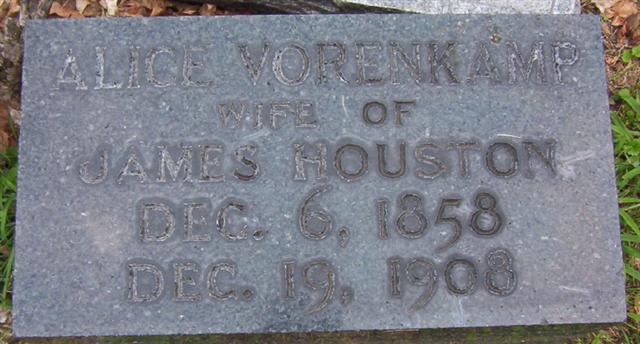 ALICE VORENKAMP
WIFE OF
JAMES HOUSTON
DEC. 6, 1858
DEC. 19, 1908